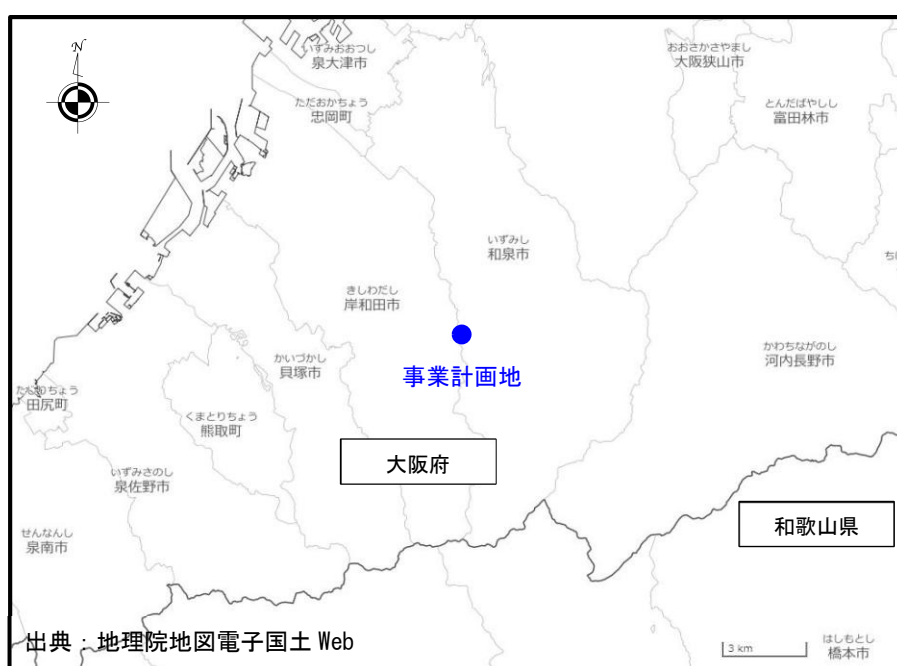 N
いずみおおつし
泉大津市
おおさかさやまし
大阪狭山市
ただおかちょう
忠岡町
とんだばやしし
富田林市
いずみし
和泉市
ち
きしわだし
岸和田市
かわちながのし
河内長野市
かいづかし
貝塚市
事業計画地
たじりちょう
田尻町
くまとりちょう
熊取町
大阪府
いずみさのし
泉佐野市
和歌山県
せんなんし
泉南市
出典：地理院地図電子国土 Web
3 km
はしもとし
橋本市